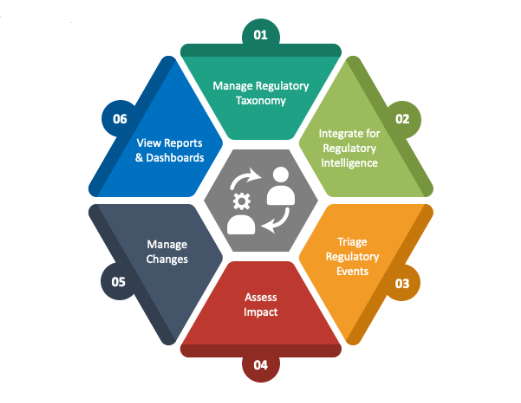 01
Manage Regulatory
Taxonomy
02
Integrate for
Regulatory
Intelligence
03
Triage
Regulatory
Events
04
Assess
Impact
05
Manage
Changes
06
View Reports
& Dashboards